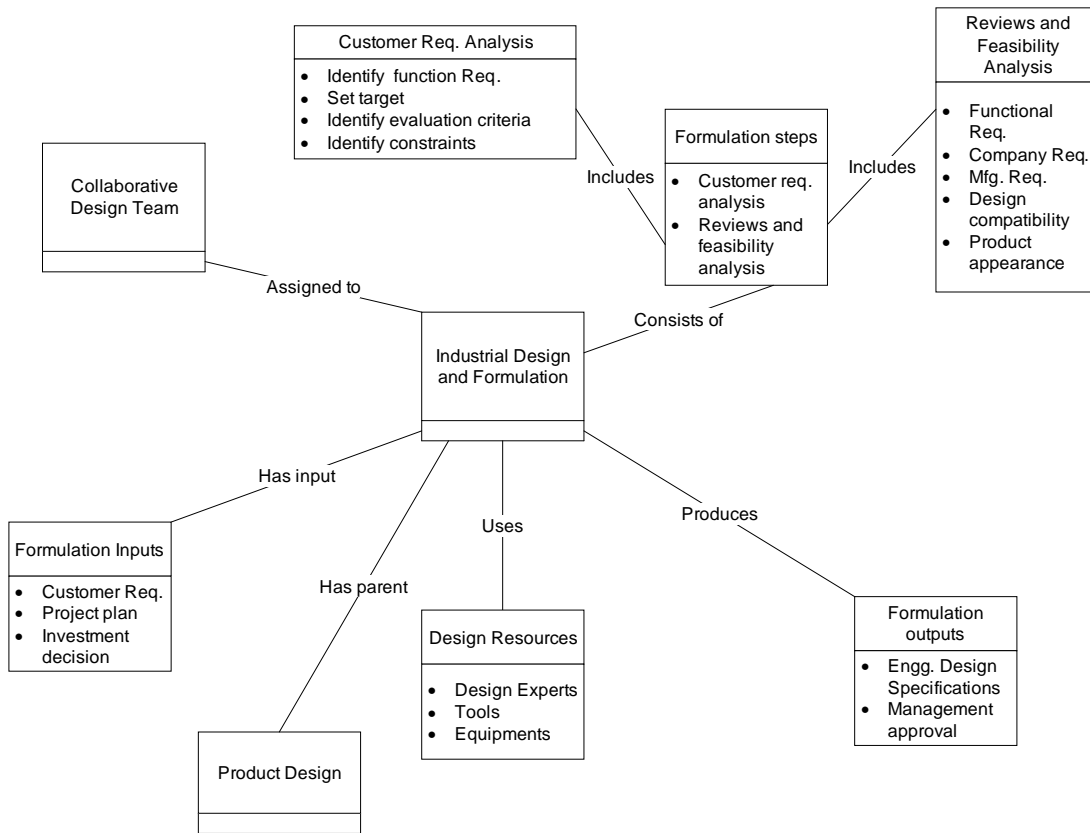 Customer Req. Analysis
• Identify function Req.
• Set target
• Identify evaluation criteria
• Identify constraints
Reviews and
Feasibility
Analysis
• Functional
Req.
• Company Req.
• Mfg. Req.
• Design
compatibility
• Product
appearance
Formulation steps
• Customer req.
analysis
• Reviews and
feasibility
analysis
Includes
Includes
Collaborative
Design Team
Assigned to
Consists of
Industrial Design
and Formulation
Has input
Uses
Produces
Has parent
Formulation Inputs
• Customer Req.
• Project plan
• Investment
decision
Design Resources
• Design Experts
• Tools
• Equipments
Formulation
outputs
• Engg. Design
Specifications
• Management
approval
Product Design